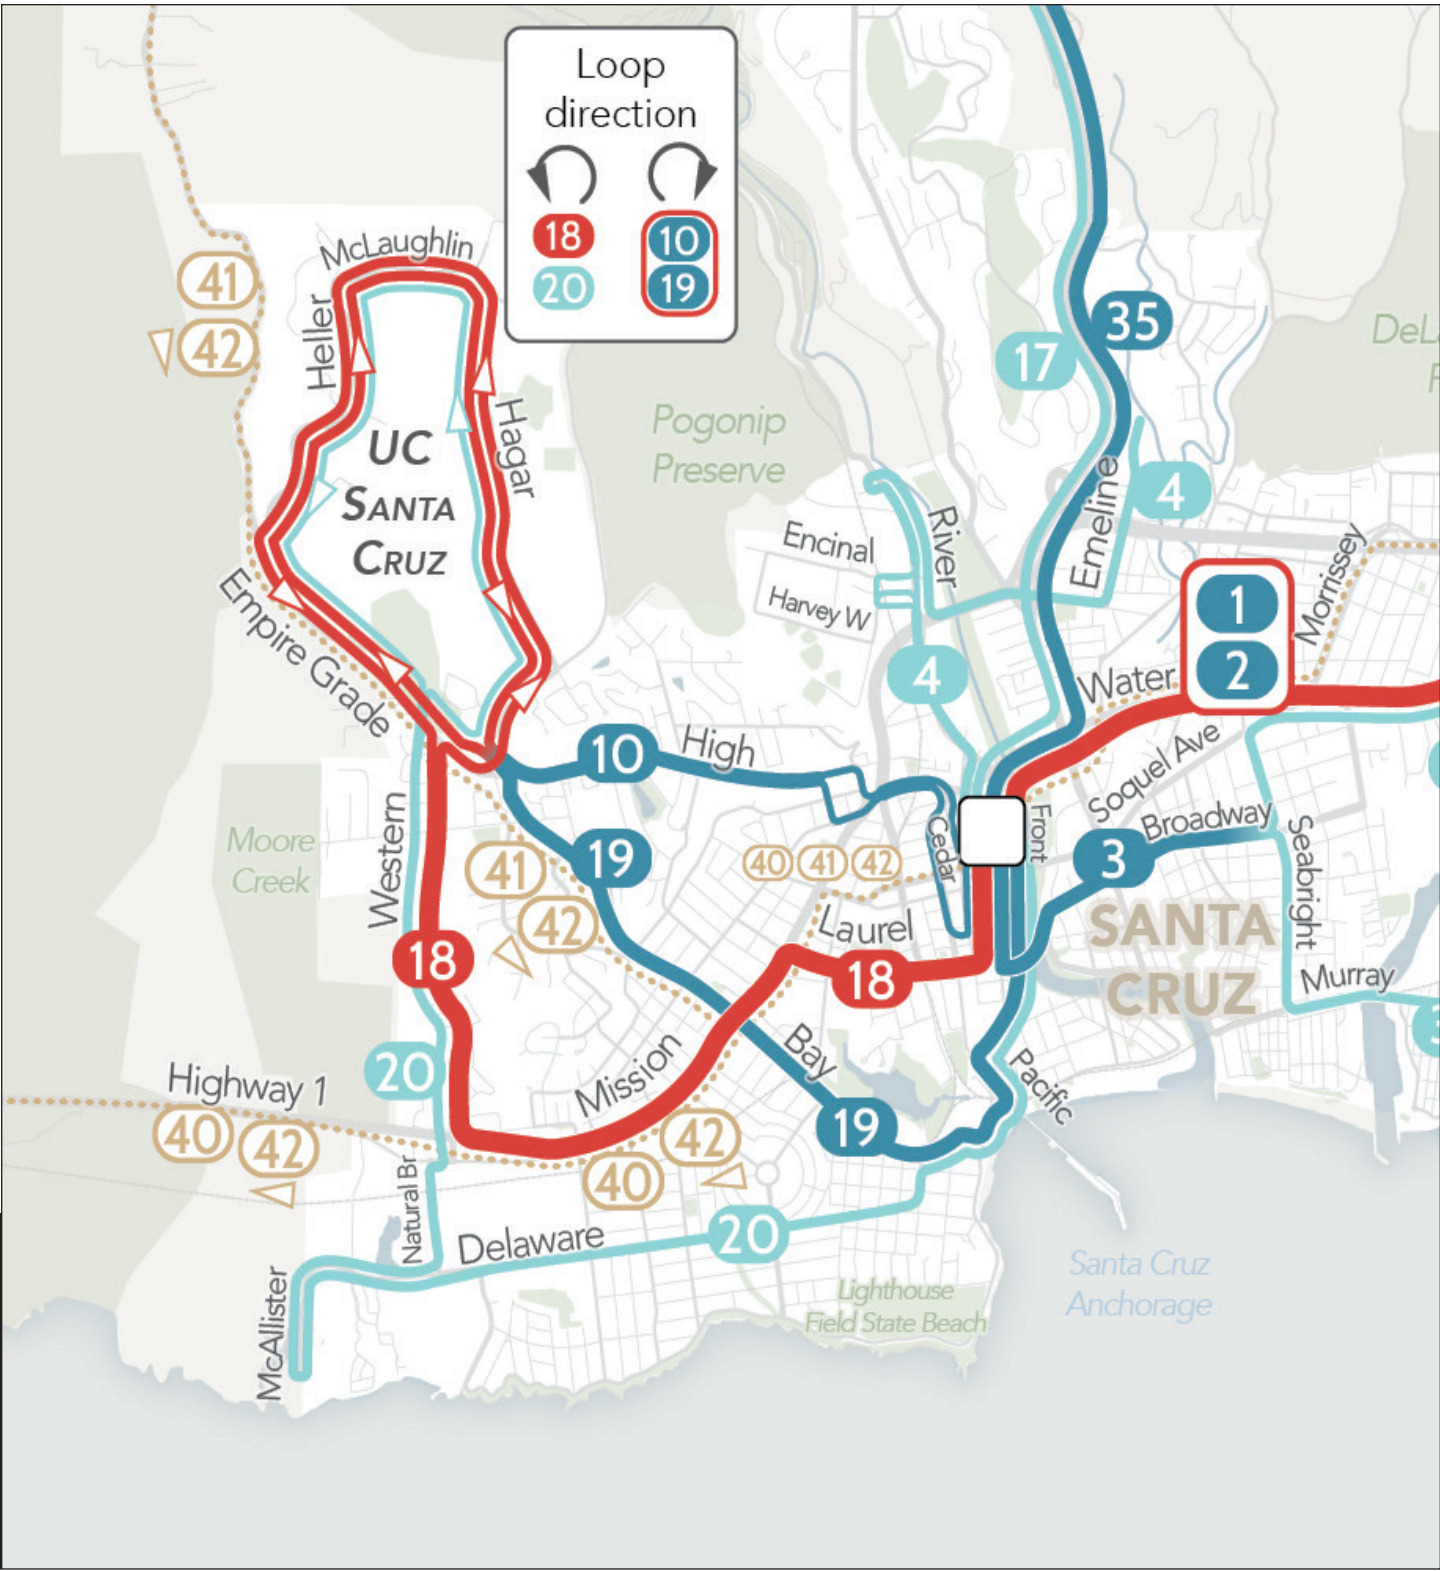 Loop
direction
18
20
10
19
McLaughlin
41
42
Heller
Hagar
UC
SANTA
CRUZ
Empire Grade
Pogonip
Preserve
17
35
4
Emeline
River
Encinal
Harvey W
4
Morrissey
1
2
Water
Soquel Ave
10
High
Front
Cedar
3
Broadway
Seabright
Murray
SANTA
CRUZ
Moore
Creek
Western
41
42
19
40
41
42
Laurel
18
18
20
Mission
Bay
19
Pacific
Highway 1
40
42
42
40
Natural Br
Delaware
20
McAllister
Lighthouse
Field State Beach
Santa Cruz
Anchorage